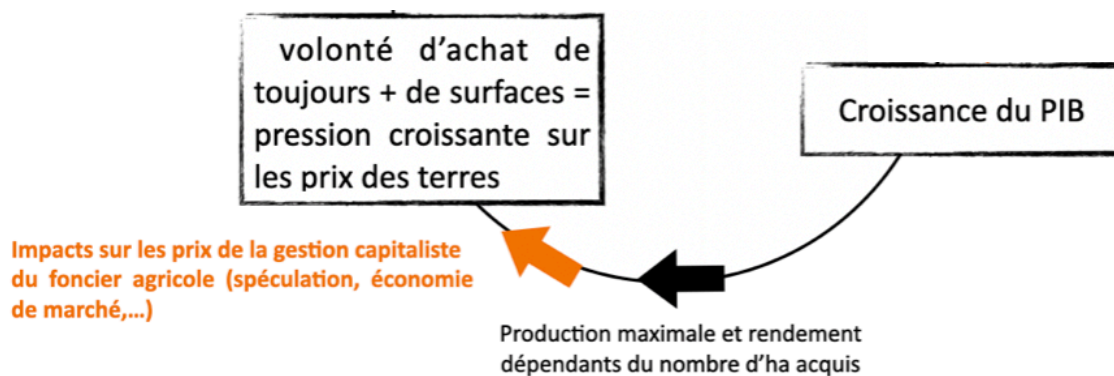 volonté d'achat de
toujours + de surfaces =
pression croissante sur
les prix des terres
Croissance du PIB
Impacts sur les prix de la gestion capitaliste
du foncier agricole (spéculation, économie
de marché,...)
Production maximale et rendement
dépendants du nombre d'ha acquis